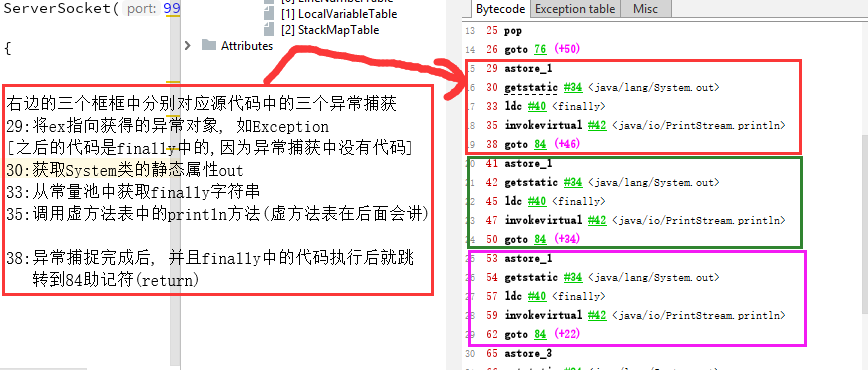 ServerSocket( port: 99
{
[1] LocalVariableTable
[2] StackMapTable
Attributes
右边的三个框框中分别对应源代码中的三个异常捕获
29:将ex指向获得的异常对象, 如Exception
[之后的代码是finally中的,因为异常捕获中没有代码]
30:获取System类的静态属性out
33:从常量池中获取finally字符串
35:调用虚方法表中的println方法(虚方法表在后面会讲)
38:异常捕捉完成后, 并且finally中的代码执行后就跳
转到84助记符(return)
Bytecode Exception table Misc
13 25 pop
14 26 goto 76 (+50)
15 29 astore_1
16 30 getstatic #34 <java/lang/System.out>
17 33 ldc #40 <finally>
18 35 invokevirtual #42 <java/io/PrintStream.println>
19 38 goto 84 (+46)
20 41 astore_1
21 42 getstatic #34 <java/lang/System.out>
22 45 ldc #40 <finally>
23 47 invokevirtual #42 <java/io/PrintStream.println>
24 50 goto 84 (+34)
25 53 astore_1
26 54 getstatic #34 <java/lang/System.out>
27 57 ldc #40 <finally>
28 59 invokevirtual #42 <java/io/PrintStream.println>
29 62 goto 84 (+22)
30 65 astore_3